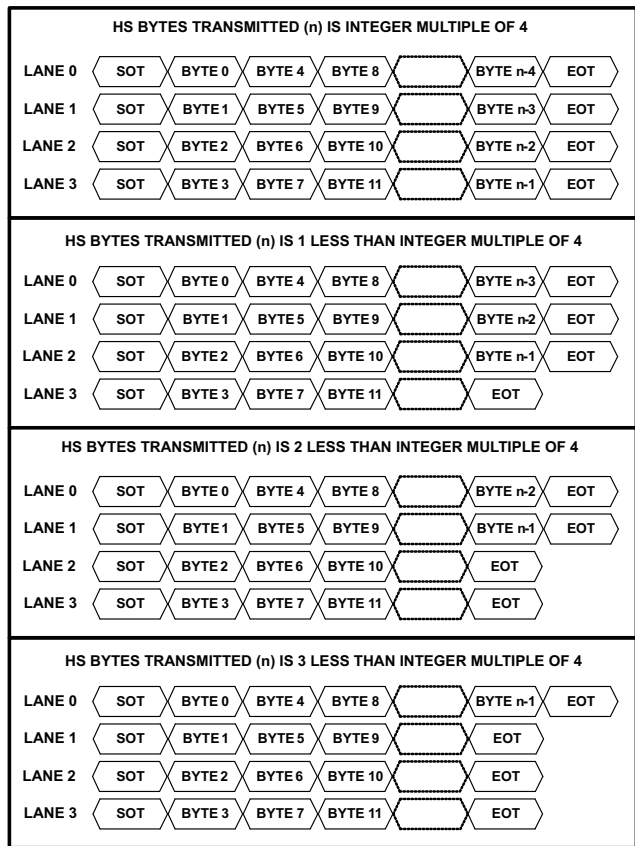 HS BYTES TRANSMITTED (n) IS INTEGER MULTIPLE OF 4
LANE 0 SOT BYTE 0 BYTE 4 BYTE 8 BYTE n-4 EOT
LANE 1 SOT BYTE 1 BYTE 5 BYTE 9 BYTE n-3 EOT
LANE 2 SOT BYTE 2 BYTE 6 BYTE 10 BYTE n-2 EOT
LANE 3 SOT BYTE 3 BYTE 7 BYTE 11 BYTE n-1 EOT
HS BYTES TRANSMITTED (n) IS 1 LESS THAN INTEGER MULTIPLE OF 4
LANE 0 SOT BYTE 0 BYTE 4 BYTE 8 BYTE n-3 EOT
LANE 1 SOT BYTE 1 BYTE 5 BYTE 9 BYTE n-2 EOT
LANE 2 SOT BYTE 2 BYTE 6 BYTE 10 BYTE n-1 EOT
LANE 3 SOT BYTE 3 BYTE 7 BYTE 11 EOT
HS BYTES TRANSMITTED (n) IS 2 LESS THAN INTEGER MULTIPLE OF 4
LANE 0 SOT BYTE 0 BYTE 4 BYTE 8 BYTE n-2 EOT
LANE 1 SOT BYTE 1 BYTE 5 BYTE 9 BYTE n-1 EOT
LANE 2 SOT BYTE 2 BYTE 6 BYTE 10 EOT
LANE 3 SOT BYTE 3 BYTE 7 BYTE 11 EOT
HS BYTES TRANSMITTED (n) IS 3 LESS THAN INTEGER MULTIPLE OF 4
LANE 0 SOT BYTE 0 BYTE 4 BYTE 8 BYTE n-1 EOT
LANE 1 SOT BYTE 1 BYTE 5 BYTE 9 EOT
LANE 2 SOT BYTE 2 BYTE 6 BYTE 10 EOT
LANE 3 SOT BYTE 3 BYTE 7 BYTE 11 EOT